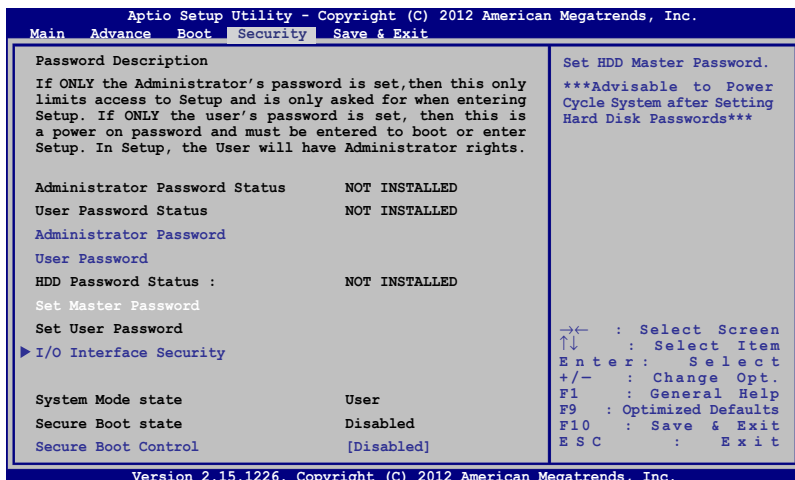 Aptio Setup Utility - Copyright (C) 2012 American Megatrends, Inc.
Main Advance Boot Security Save & Exit
Password Description
If ONLY the Administrator's password is set,then this only
limits access to Setup and is only asked for when entering
Setup. If ONLY the user's password is set, then this is
a power on password and must be entered to boot or enter
Setup. In Setup, the User will have Administrator rights.
Administrator Password Status NOT INSTALLED
User Password Status NOT INSTALLED
Administrator Password
User Password
HDD Password Status : NOT INSTALLED
Set Master Password
Set User Password
▶ I/O Interface Security
System Mode state User
Secure Boot state Disabled
Secure Boot Control [Disabled]
Set HDD Master Password.
***Advisable to Power
Cycle System after Setting
Hard Disk Passwords***
→← : Select Screen
↑↓ : Select Item
Enter: Select
+/— : Change Opt.
F1 : General Help
F9 : Optimized Defaults
F10 : Save & Exit
ESC : Exit
Version 2.15.1226. Copyright (C) 2012 American Megatrends, Inc.